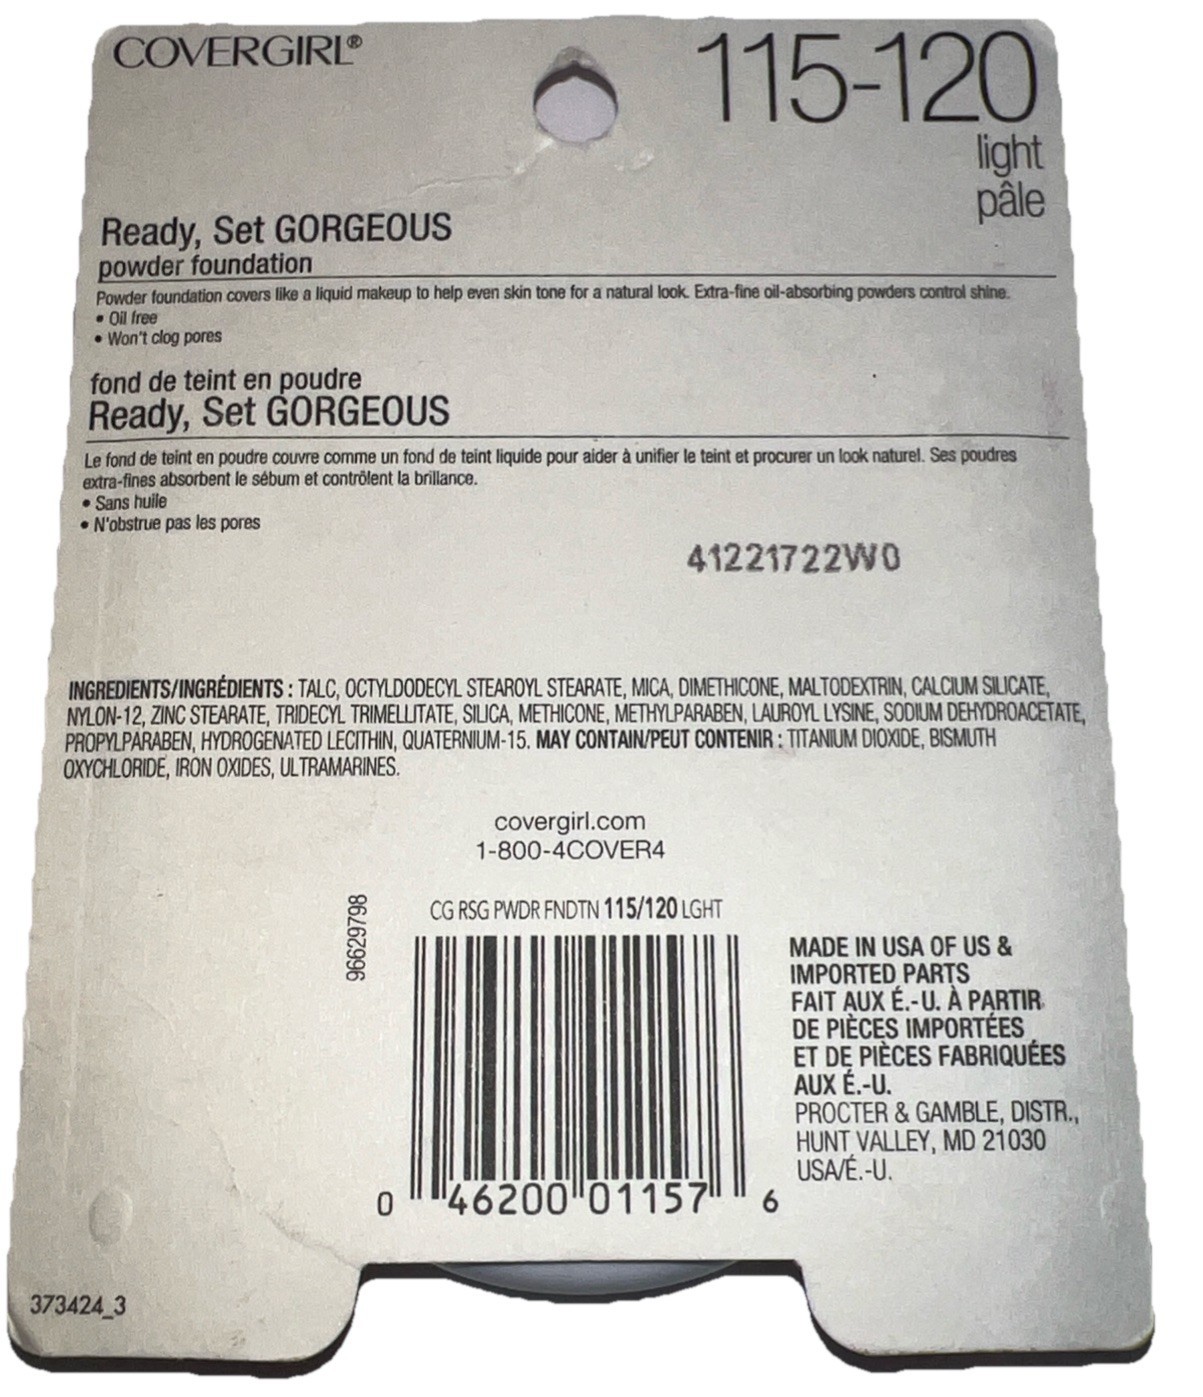 COVERGIRL®
115-120
light
pâle
Ready, Set GORGEOUS
powder foundation
Powder foundation covers like a liquid makeup to help even skin tone for a natural look. Extra-fine oil-absorbing powders control shine.
• Oil free
• Won't clog pores
fond de teint en poudre
Ready, Set GORGEOUS
Le fond de teint en poudre couvre comme un fond de teint liquide pour aider à unifier le teint et procurer un look naturel. Ses poudres
extra-fines absorbent le sébum et contrôlent la brillance.
• Sans huile
• N'obstrue pas les pores
41221722W0
INGREDIENTS/INGRÉDIENTS : TALC, OCTYLDODECYL STEAROYL STEARATE, MICA, DIMETHICONE, MALTODEXTRIN, CALCIUM SILICATE,
NYLON-12, ZINC STEARATE, TRIDECYL TRIMELLITATE, SILICA, METHICONE, METHYLPARABEN, LAUROYL LYSINE, SODIUM DEHYDROACETATE,
PROPYLPARABEN, HYDROGENATED LECITHIN, QUATERNIUM-15. MAY CONTAIN/PEUT CONTENIR : TITANIUM DIOXIDE, BISMUTH
OXYCHLORIDE, IRON OXIDES, ULTRAMARINES.
covergirl.com
1-800-4COVER4
96629798
CG RSG PWDR FNDTN 115/120 LGHT
0 46200 01157 6
MADE IN USA OF US &
IMPORTED PARTS
FAIT AUX É.-U. À PARTIR
DE PIÈCES IMPORTÉES
ET DE PIÈCES FABRIQUÉES
AUX É.-U.
PROCTER & GAMBLE, DISTR.,
HUNT VALLEY, MD 21030
USA/É.-U.
373424_3